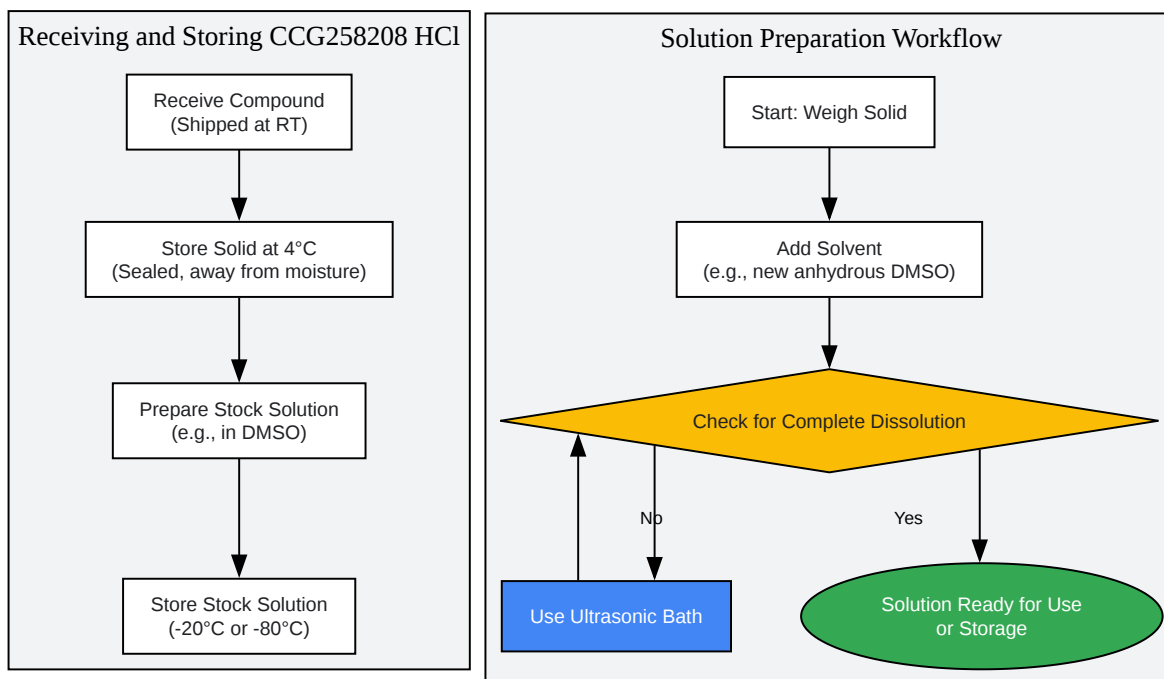 Receiving and Storing CCG258208 HCl
Receive Compound
(Shipped at RT)
Store Solid at 4°C
(Sealed, away from moisture)
Prepare Stock Solution
(e.g., in DMSO)
Store Stock Solution
(-20°C or -80°C)
Solution Preparation Workflow
Start: Weigh Solid
Add Solvent
(e.g., new anhydrous DMSO)
Check for Complete Dissolution
No
Yes
Use Ultrasonic Bath
Solution Ready for Use
or Storage